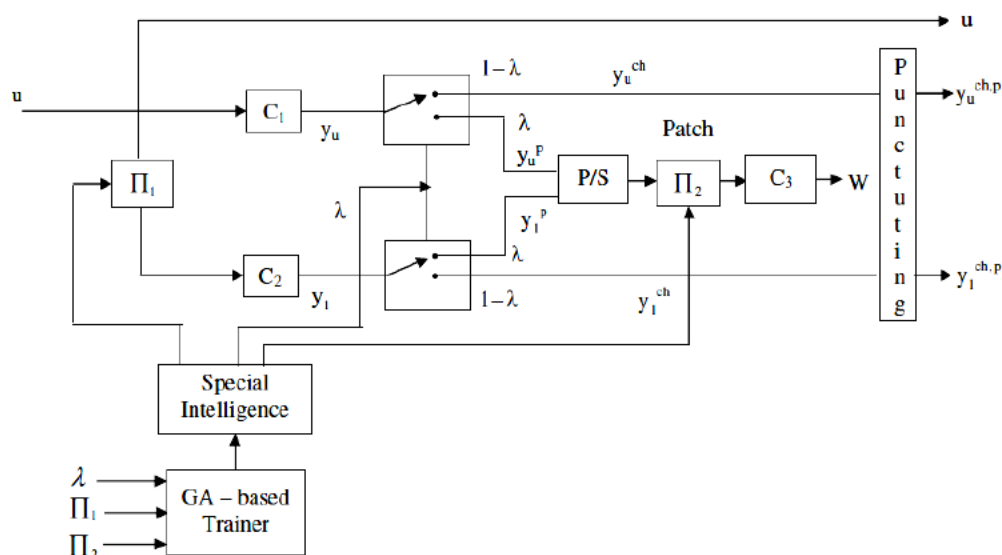 u
1 – λ
y_u^ch
P u n c t u t i n g
y_u^ch,p
u
C₁
y_u
λ
Patch
y_u^p
P/S
Π₂
C₃
W
Π₁
λ
y₁^p
λ
C₂
y₁
1 – λ
y₁^ch
y₁^ch,p
Special
Intelligence
λ
Π₁
Π₂
GA – based
Trainer